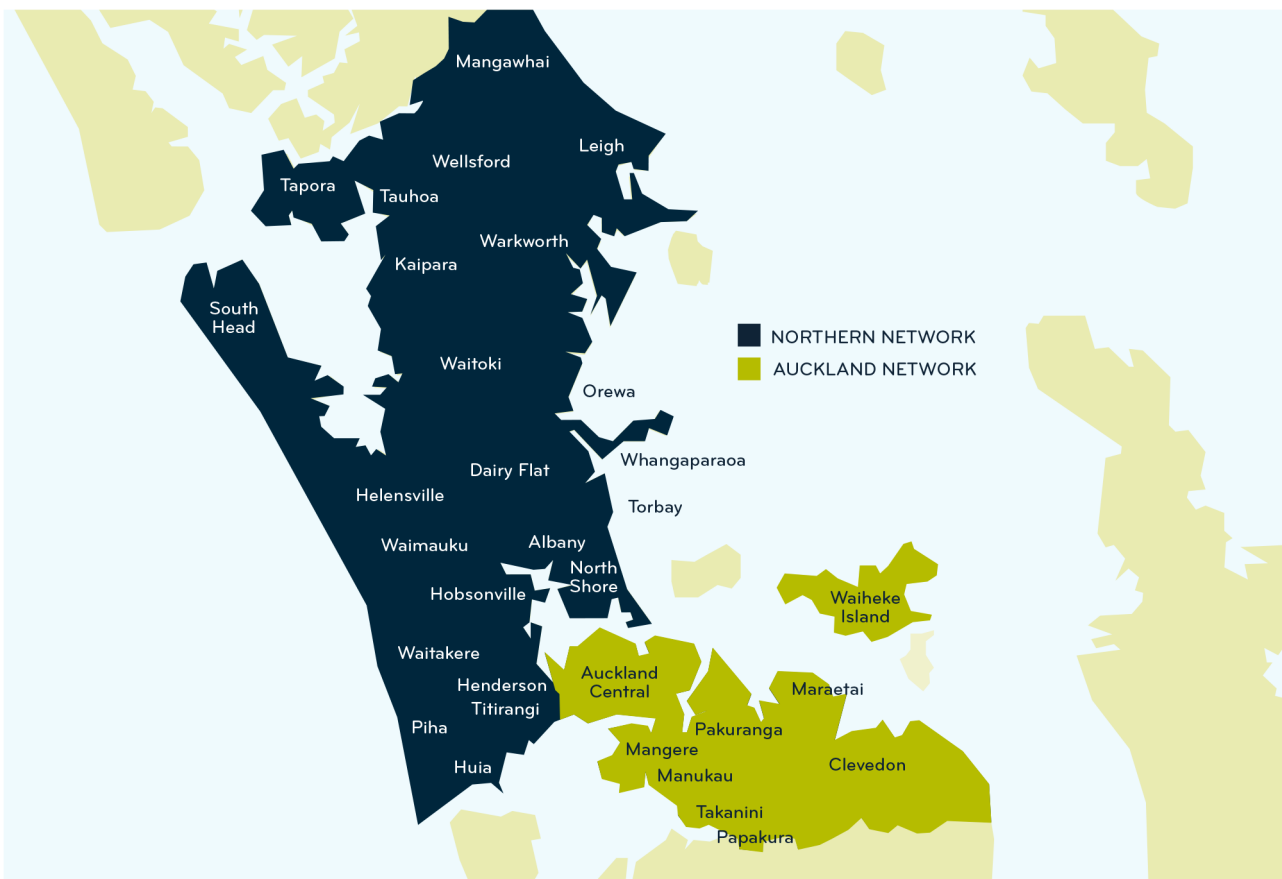 Mangawhai
Leigh
Wellsford
Tapora
Tauhoa
Warkworth
Kaipara
South
Head
NORTHERN NETWORK
AUCKLAND NETWORK
Waitoki
Orewa
Whangaparaoa
Dairy Flat
Helensville
Torbay
Albany
Waimauku
North
Shore
Hobsonville
Waiheke
Island
Waitakere
Auckland
Central
Henderson
Maraetai
Titirangi
Piha
Pakuranga
Mangere
Huia
Manukau
Clevedon
Takanini
Papakura